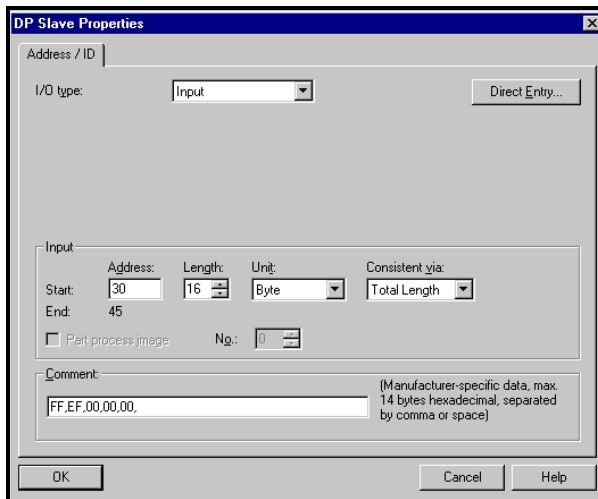 DP Slave Properties
Address / ID
I/O type:
Input
Direct Entry...
Input
Address: Length: Unit: Consistent via:
Start: 30 16 Byte Total Length
End: 45
Part process image No.: 0
Comment:
FF,EF,00,00,00,
(Manufacturer-specific data, max.
14 bytes hexadecimal, separated
by comma or space)
OK Cancel Help